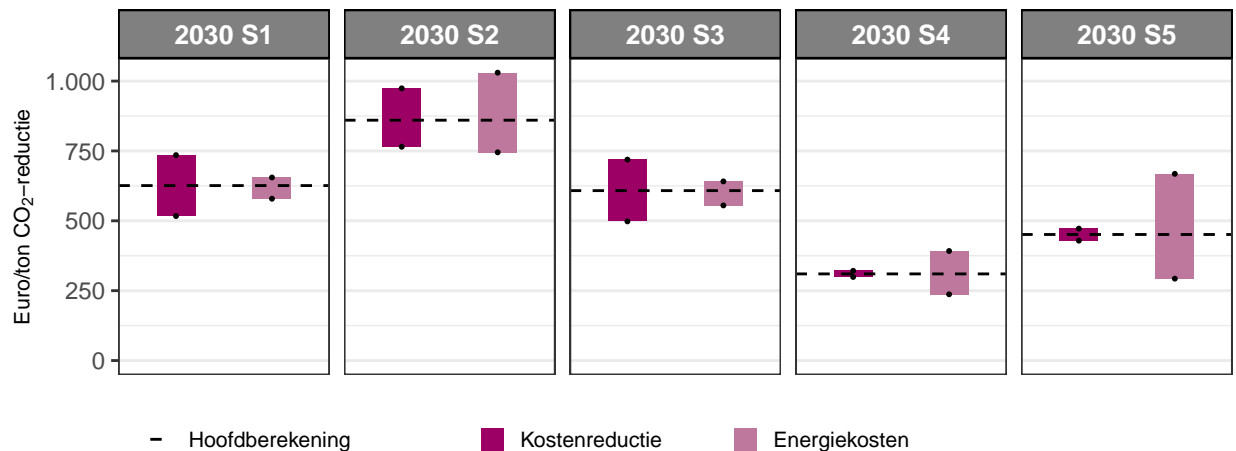 2030 S1
2030 S2
2030 S3
2030 S4
2030 S5
Euro/ton CO₂−reductie
1.000
750
500
250
0
Hoofdberekening
Kostenreductie
Energiekosten